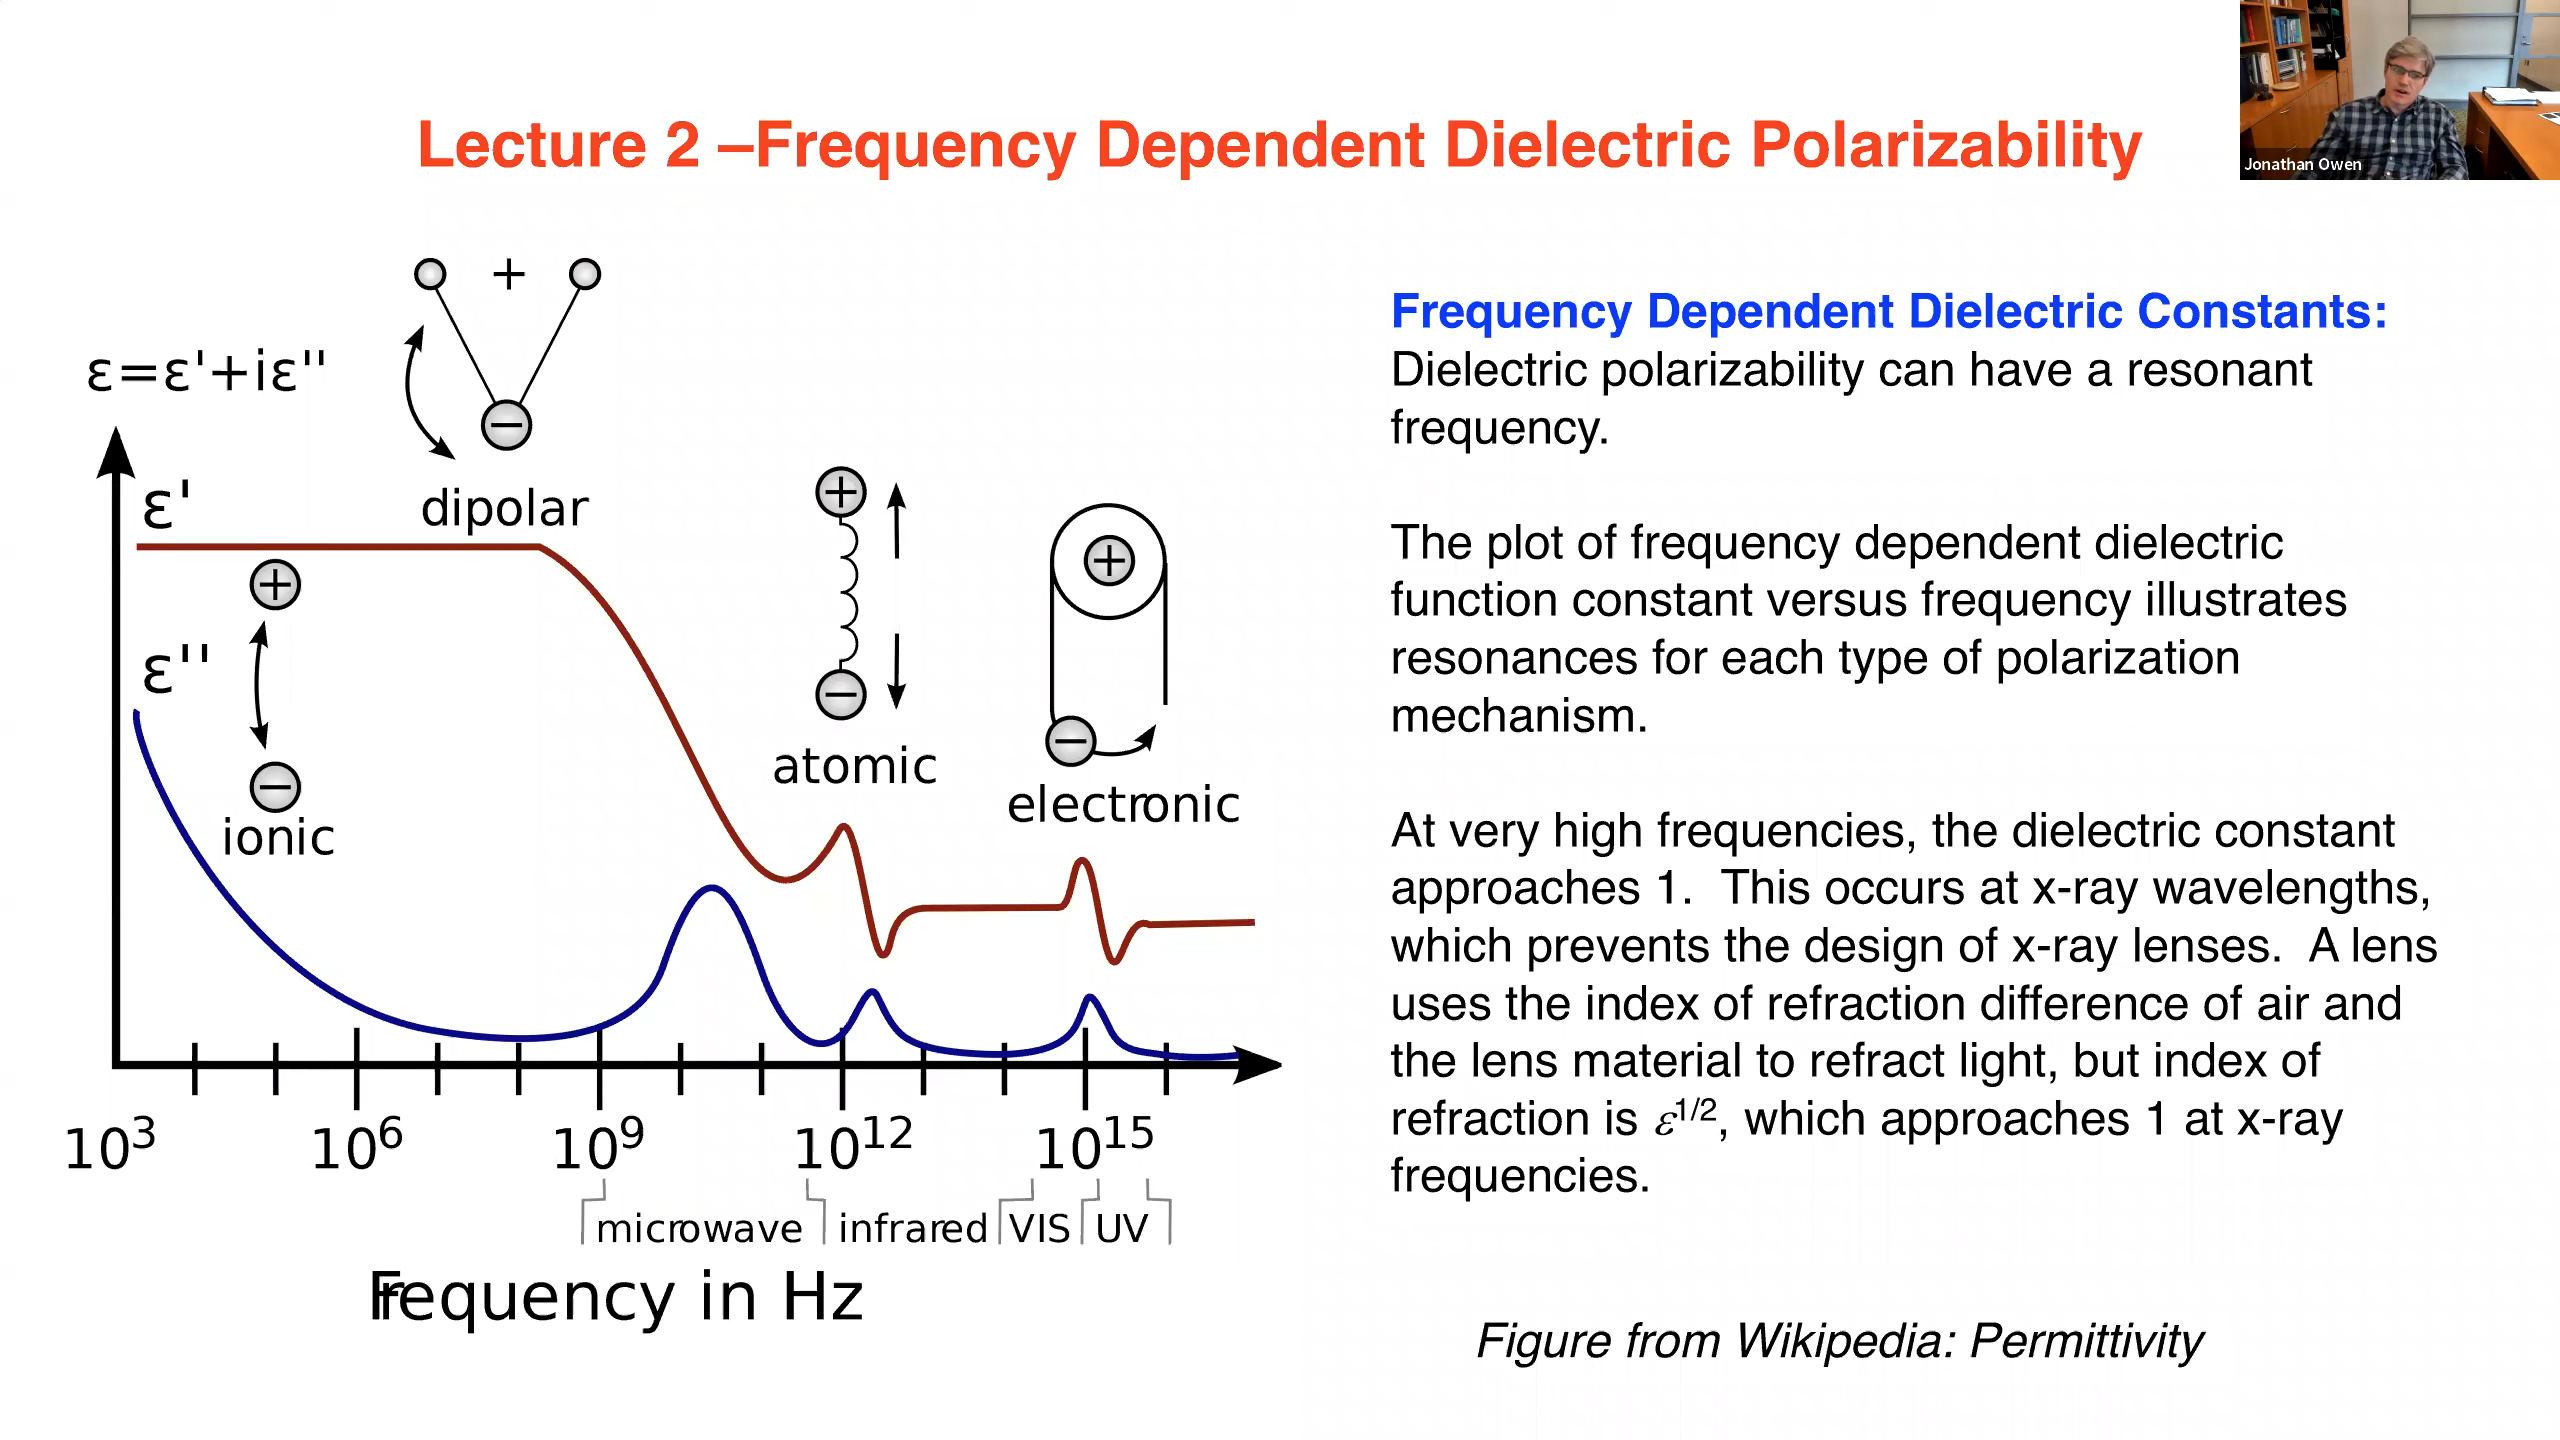 Lecture 2 –Frequency Dependent Dielectric Polarizability
Jonathan Owen
ε=ε'+iε''
+
−
dipolar
ε'
+
ε''
−
ionic
+
−
atomic
+
−
electronic
10³
10⁶
10⁹
10¹²
10¹⁵
microwave
infrared
VIS
UV
Frequency in Hz
Frequency Dependent Dielectric Constants:
Dielectric polarizability can have a resonant
frequency.
The plot of frequency dependent dielectric
function constant versus frequency illustrates
resonances for each type of polarization
mechanism.
At very high frequencies, the dielectric constant
approaches 1.  This occurs at x-ray wavelengths,
which prevents the design of x-ray lenses.  A lens
uses the index of refraction difference of air and
the lens material to refract light, but index of
refraction is ε^1/2, which approaches 1 at x-ray
frequencies.
Figure from Wikipedia: Permittivity